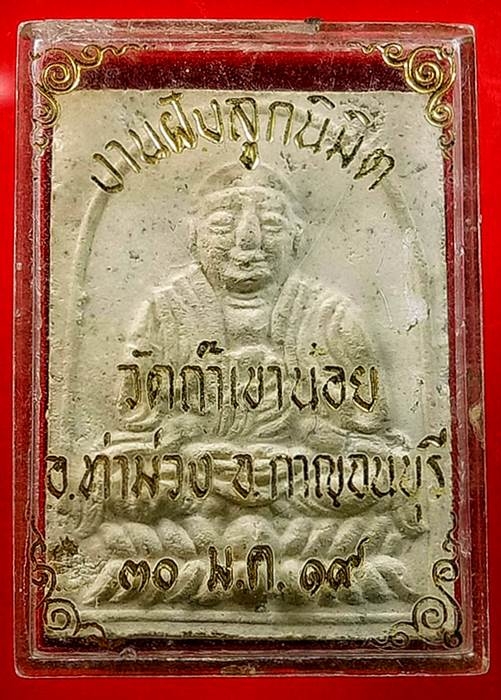 งานฝังลูกนิมิต
วัดถ้ำเขาน้อย
อ.ท่าม่วง จ.กาญจนบุรี
๓๐ ม.ค. ๑๙